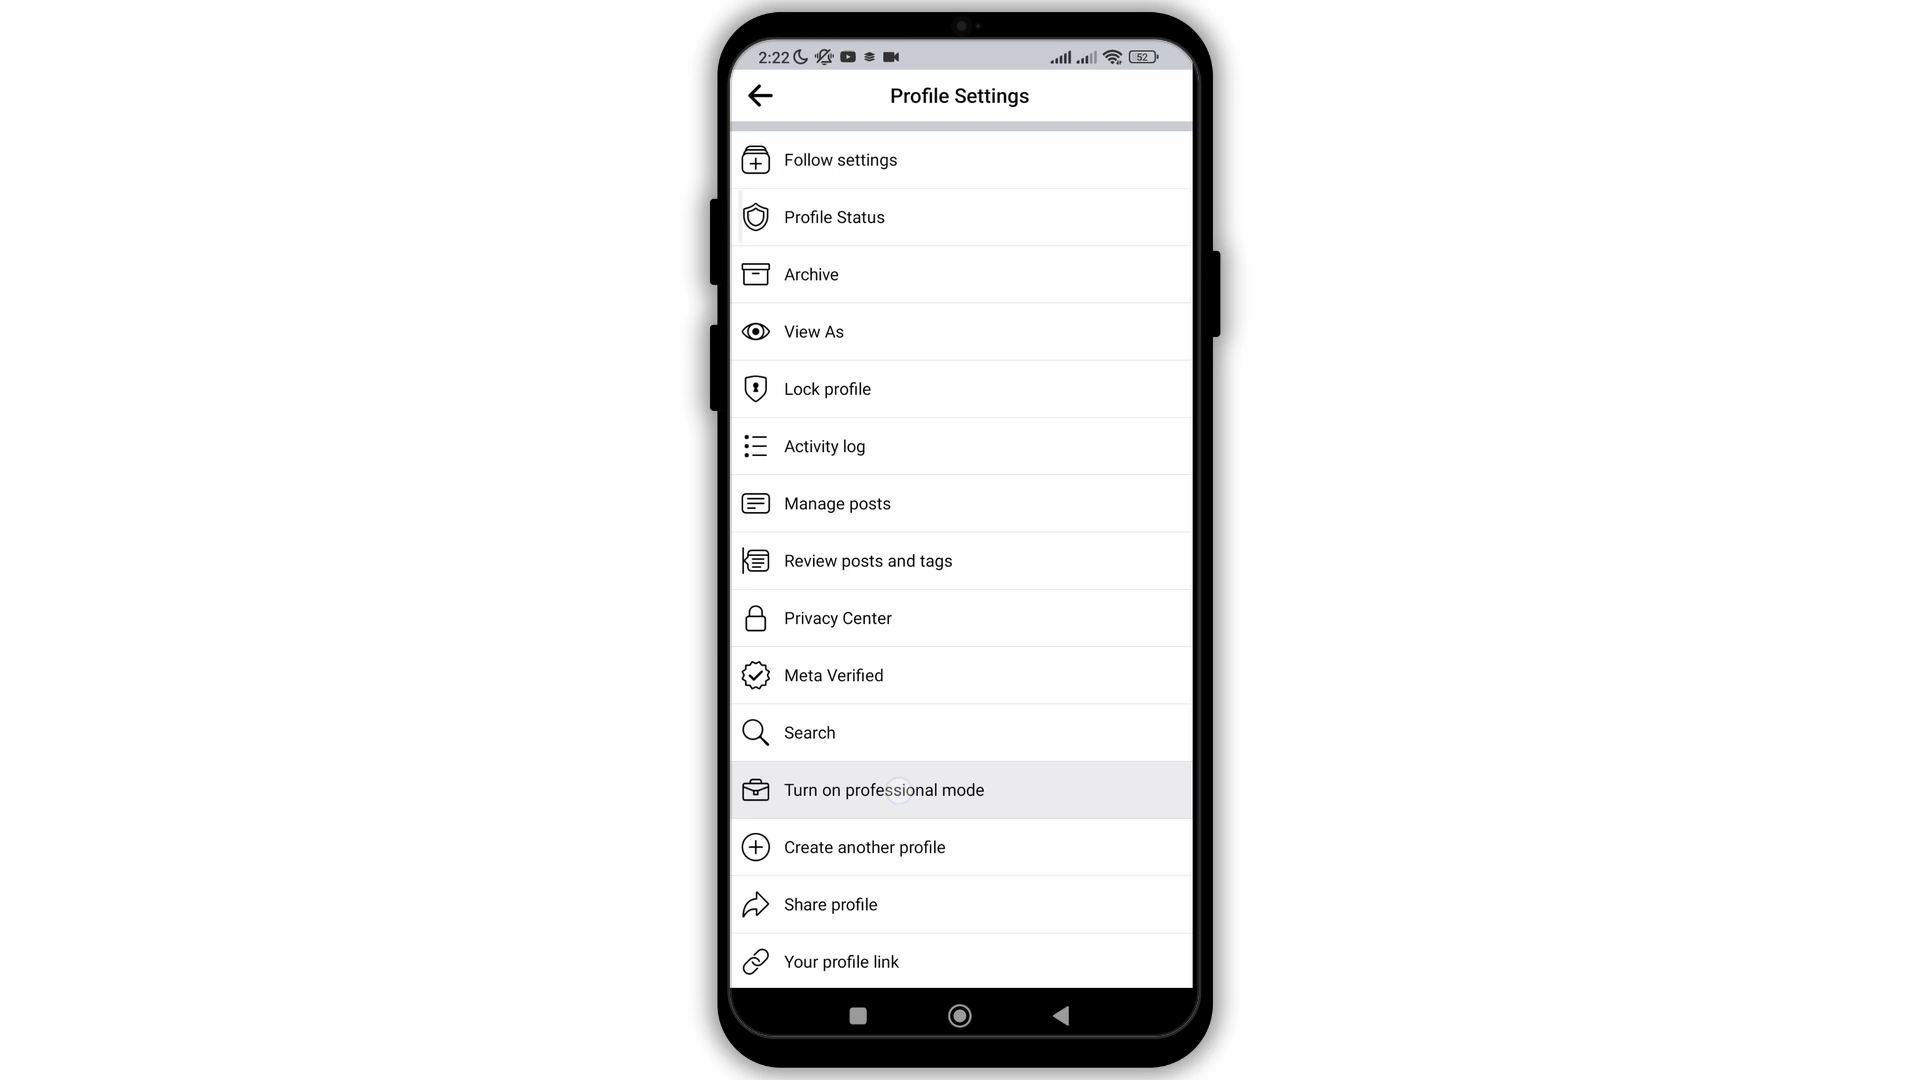 2:22
52
Profile Settings
Follow settings
Profile Status
Archive
View As
Lock profile
Activity log
Manage posts
Review posts and tags
Privacy Center
Meta Verified
Search
Turn on professional mode
Create another profile
Share profile
Your profile link